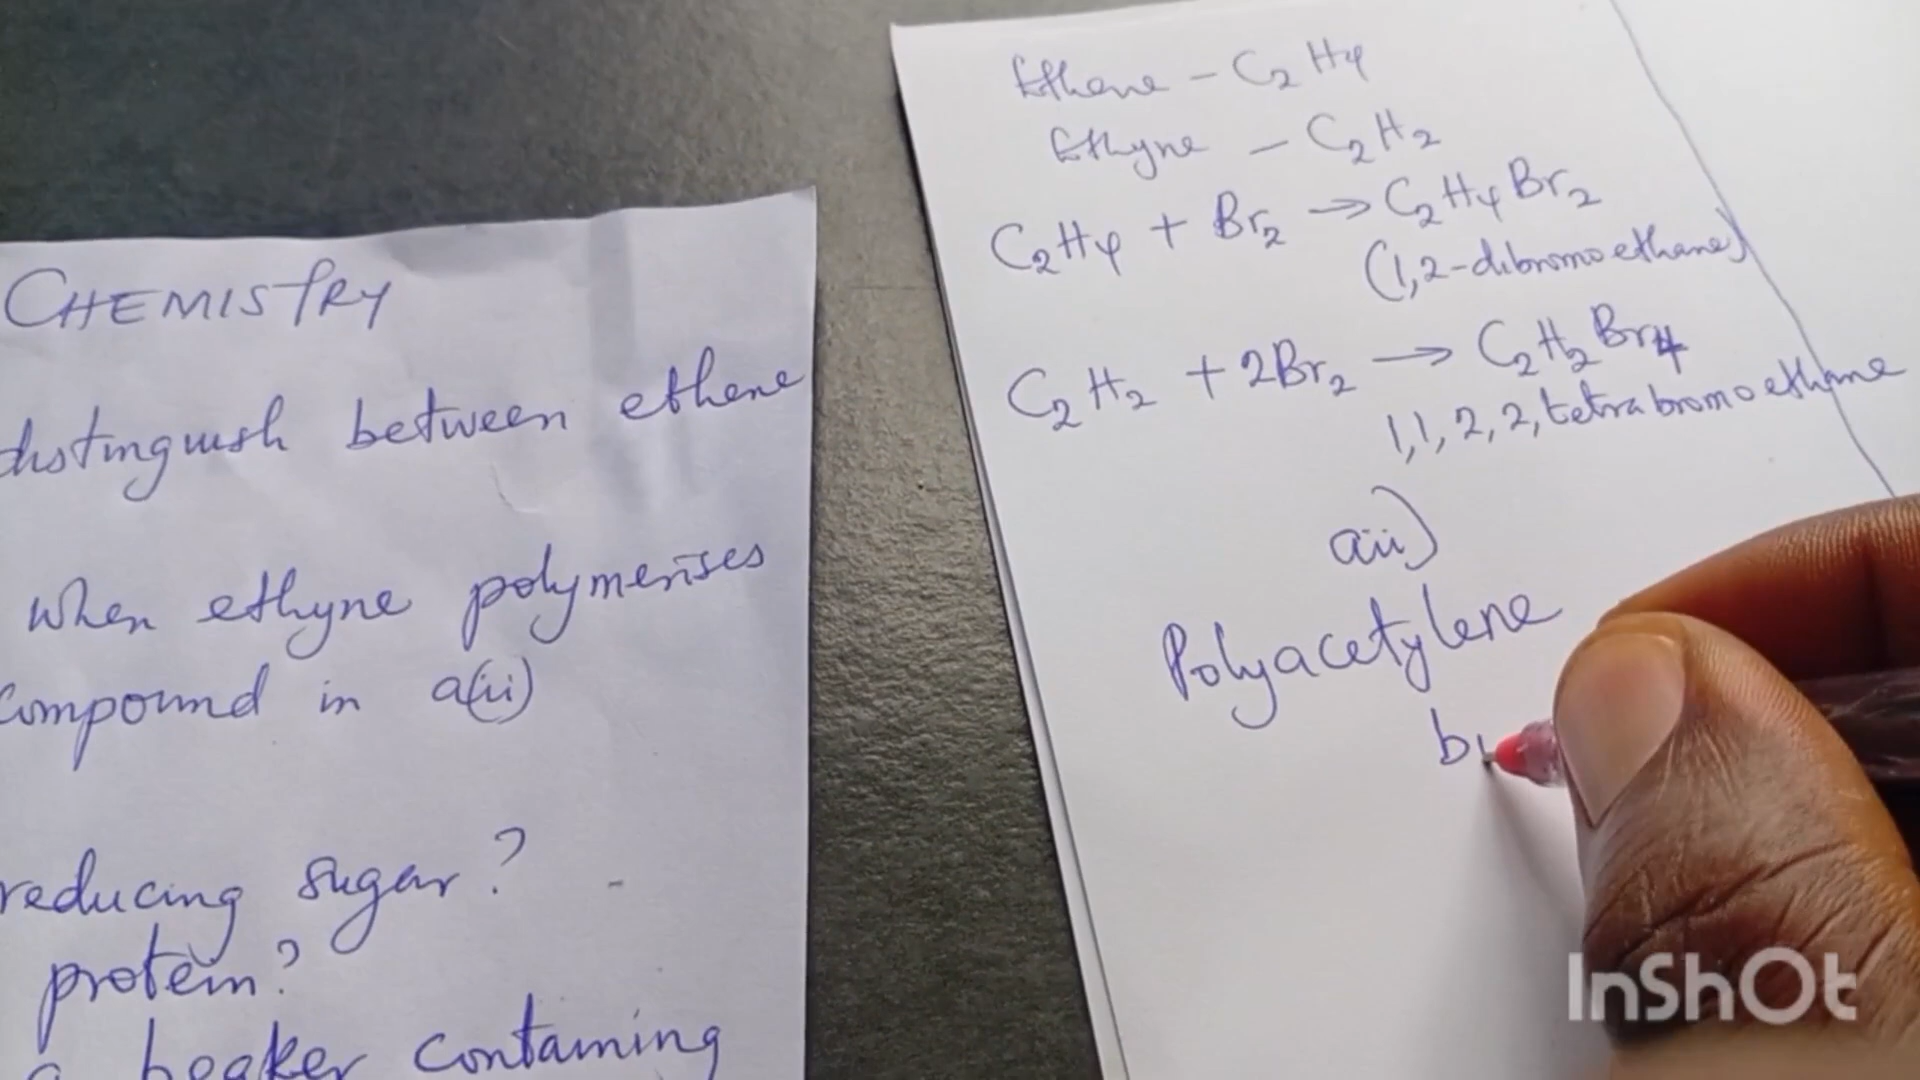 CHEMISTRY
distinguish between ethene
When ethyne polymerises
compound in a(ii)
reducing sugar?
protein?
a beaker containing
Ethene - C2H4
Ethyne - C2H2
C2H4 + Br2 → C2H4Br2
(1,2-dibromoethane)
C2H2 + 2Br2 → C2H2Br4
1,1,2,2,tetrabromoethane
aii)
Polyacetylene
bi
InShOt